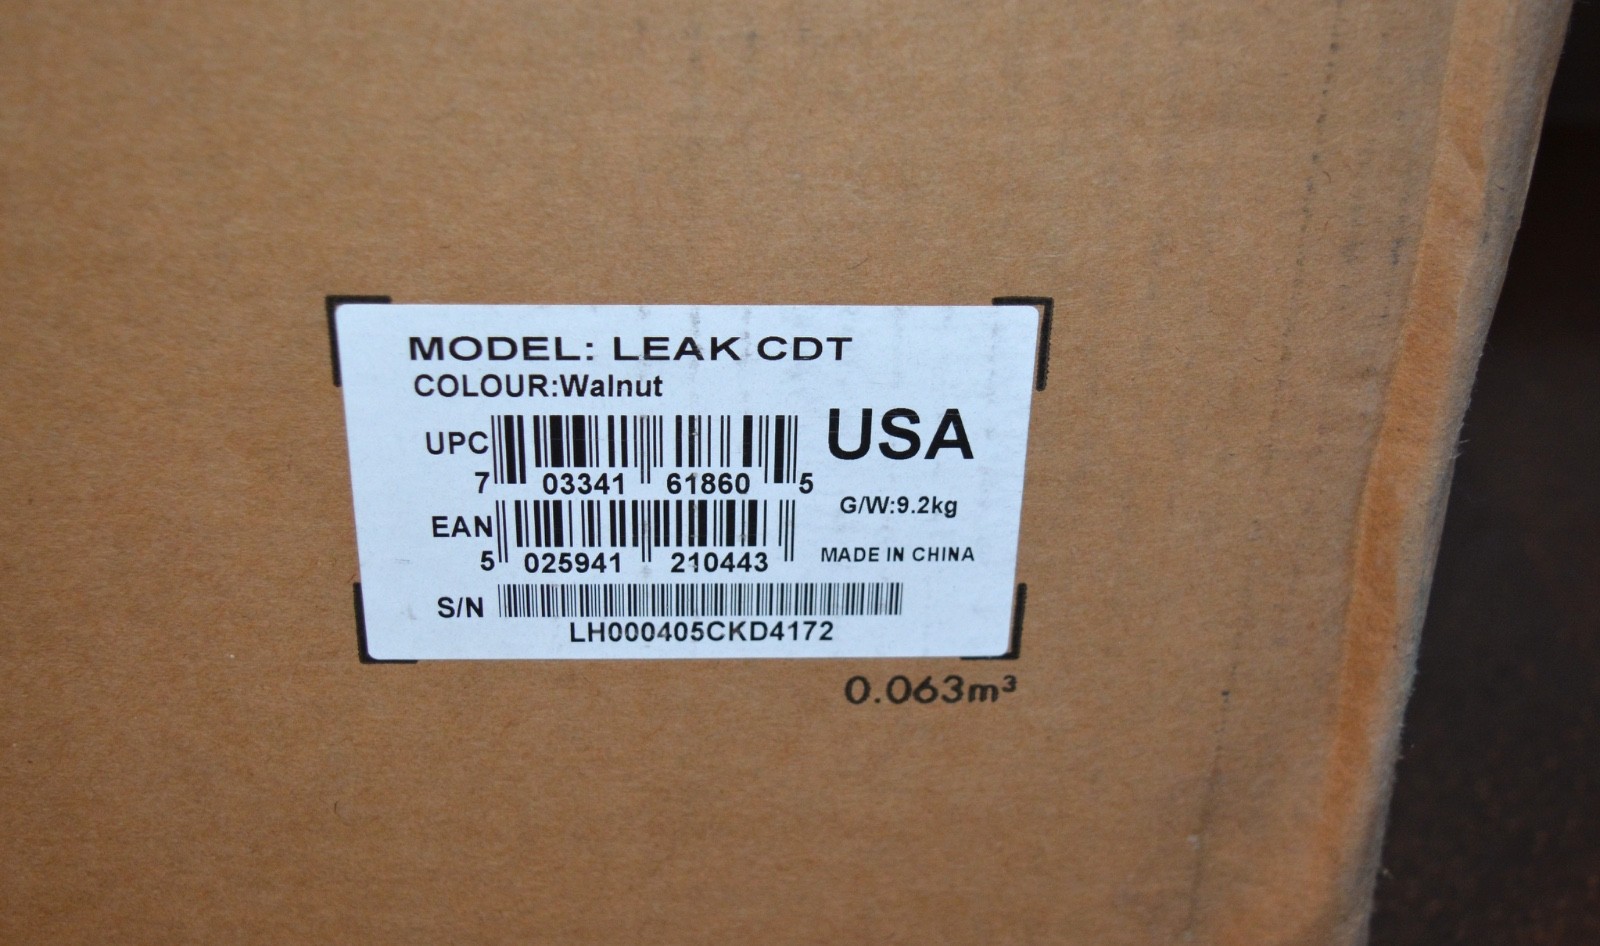 MODEL: LEAK CDT
COLOUR:Walnut
UPC
7 03341 61860 5
USA
G/W:9.2kg
EAN
5 025941 210443
MADE IN CHINA
S/N
LH000405CKD4172
0.063m³